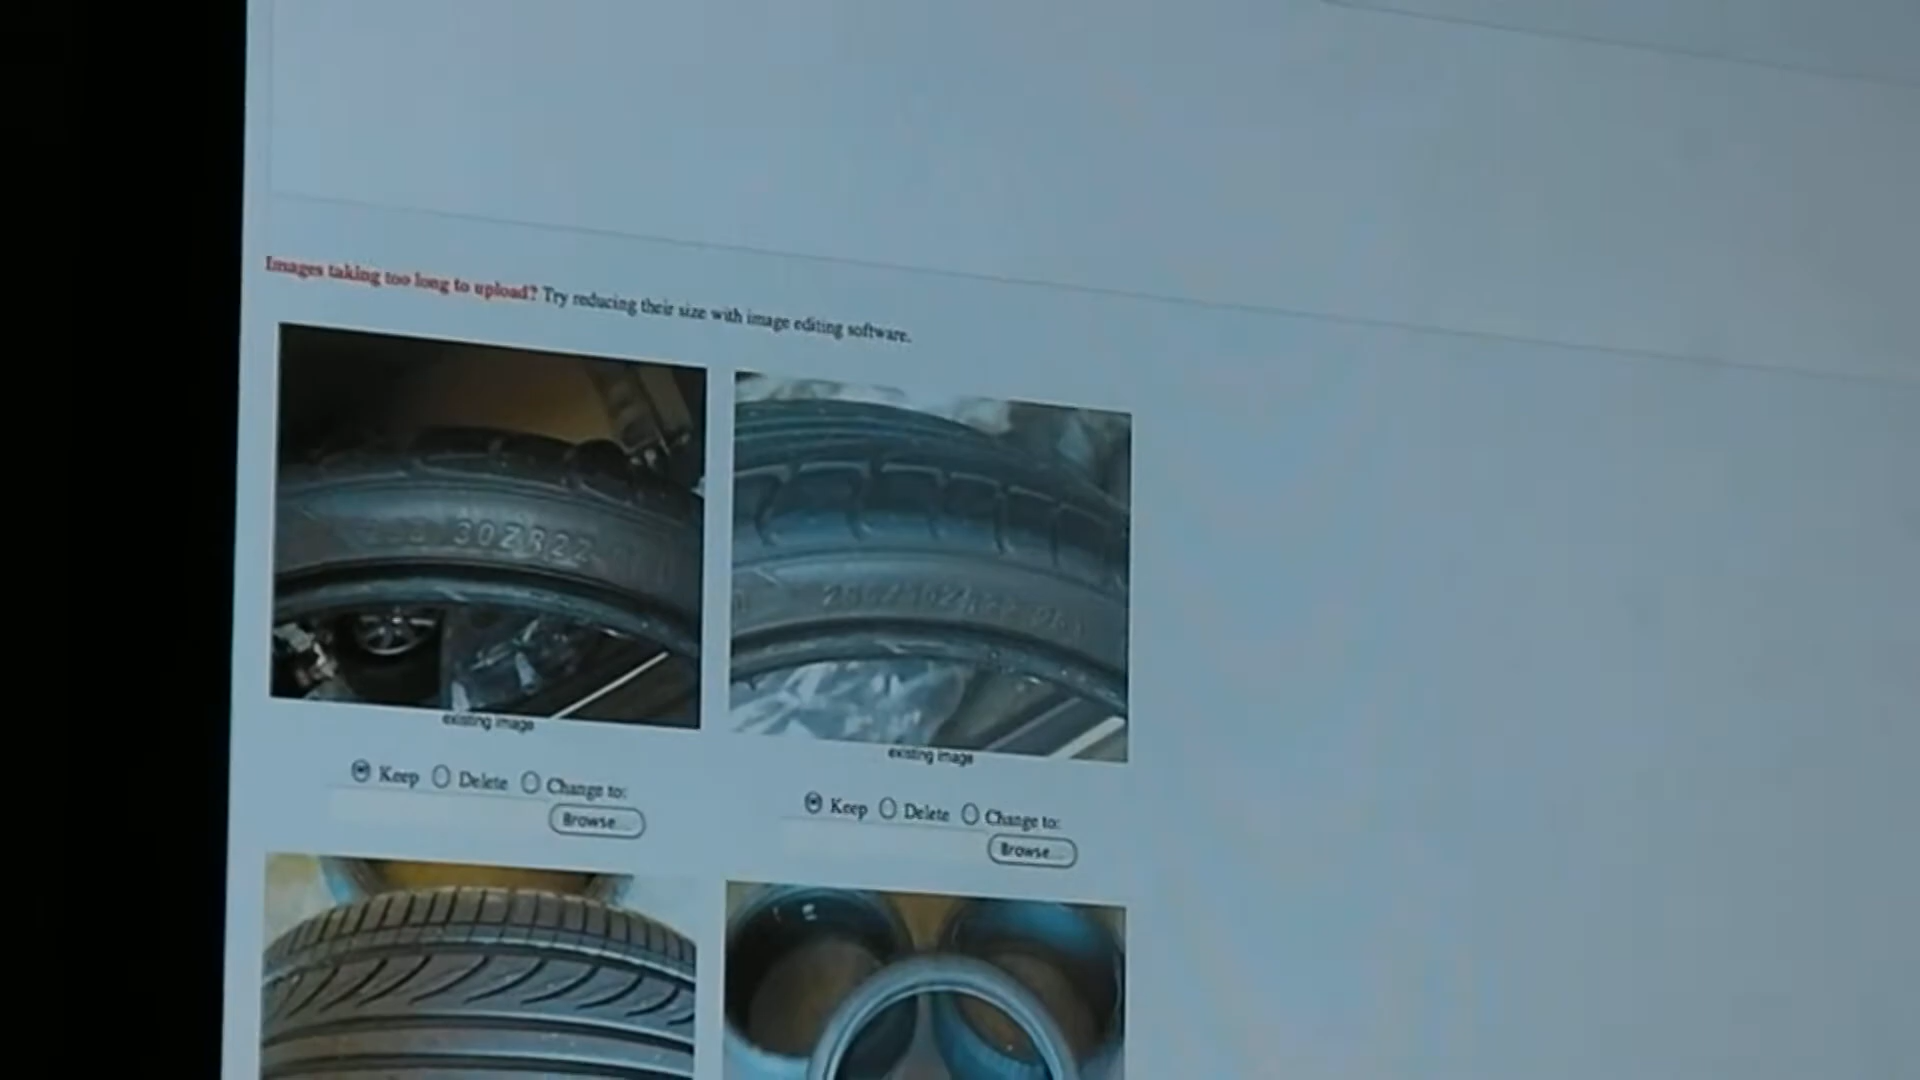 Images taking too long to upload? Try reducing their size with image editing software.
30ZR22
existing image
existing image
Keep Delete Change to:
Browse...
Keep Delete Change to:
Browse...